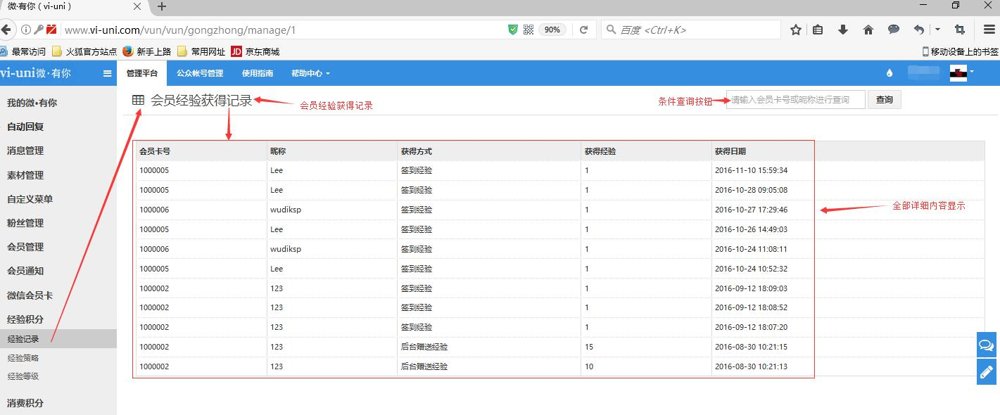 微·有你（vi-uni）
www.vi-uni.com/vun/vun/gongzhong/manage/1
90%
百度 <Ctrl+K>
最常访问 火狐官方站点 新手上路 常用网址 JD 京东商城
移动设备上的书签
vi-uni微·有你
管理平台 公众帐号管理 使用指南 帮助中心
我的微•有你
自动回复
消息管理
素材管理
自定义菜单
粉丝管理
会员管理
会员通知
微信会员卡
经验积分
经验记录
经验策略
经验等级
消费积分
会员经验获得记录
会员经验获得记录
条件查询按钮
请输入会员卡号或昵称进行查询 查询
会员卡号 昵称 获得方式 获得经验 获得日期
1000005 Lee 签到经验 1 2016-11-10 15:59:34
1000005 Lee 签到经验 1 2016-10-28 09:05:08
1000006 wudiksp 签到经验 1 2016-10-27 17:29:46
1000005 Lee 签到经验 1 2016-10-26 14:49:03
1000006 wudiksp 签到经验 1 2016-10-24 11:08:11
1000005 Lee 签到经验 1 2016-10-24 10:52:32
1000002 123 签到经验 1 2016-09-12 18:09:03
1000002 123 签到经验 1 2016-09-12 18:08:52
1000002 123 签到经验 1 2016-09-12 18:07:20
1000002 123 后台赠送经验 15 2016-08-30 10:21:15
1000002 123 后台赠送经验 10 2016-08-30 10:21:13
全部详细内容显示